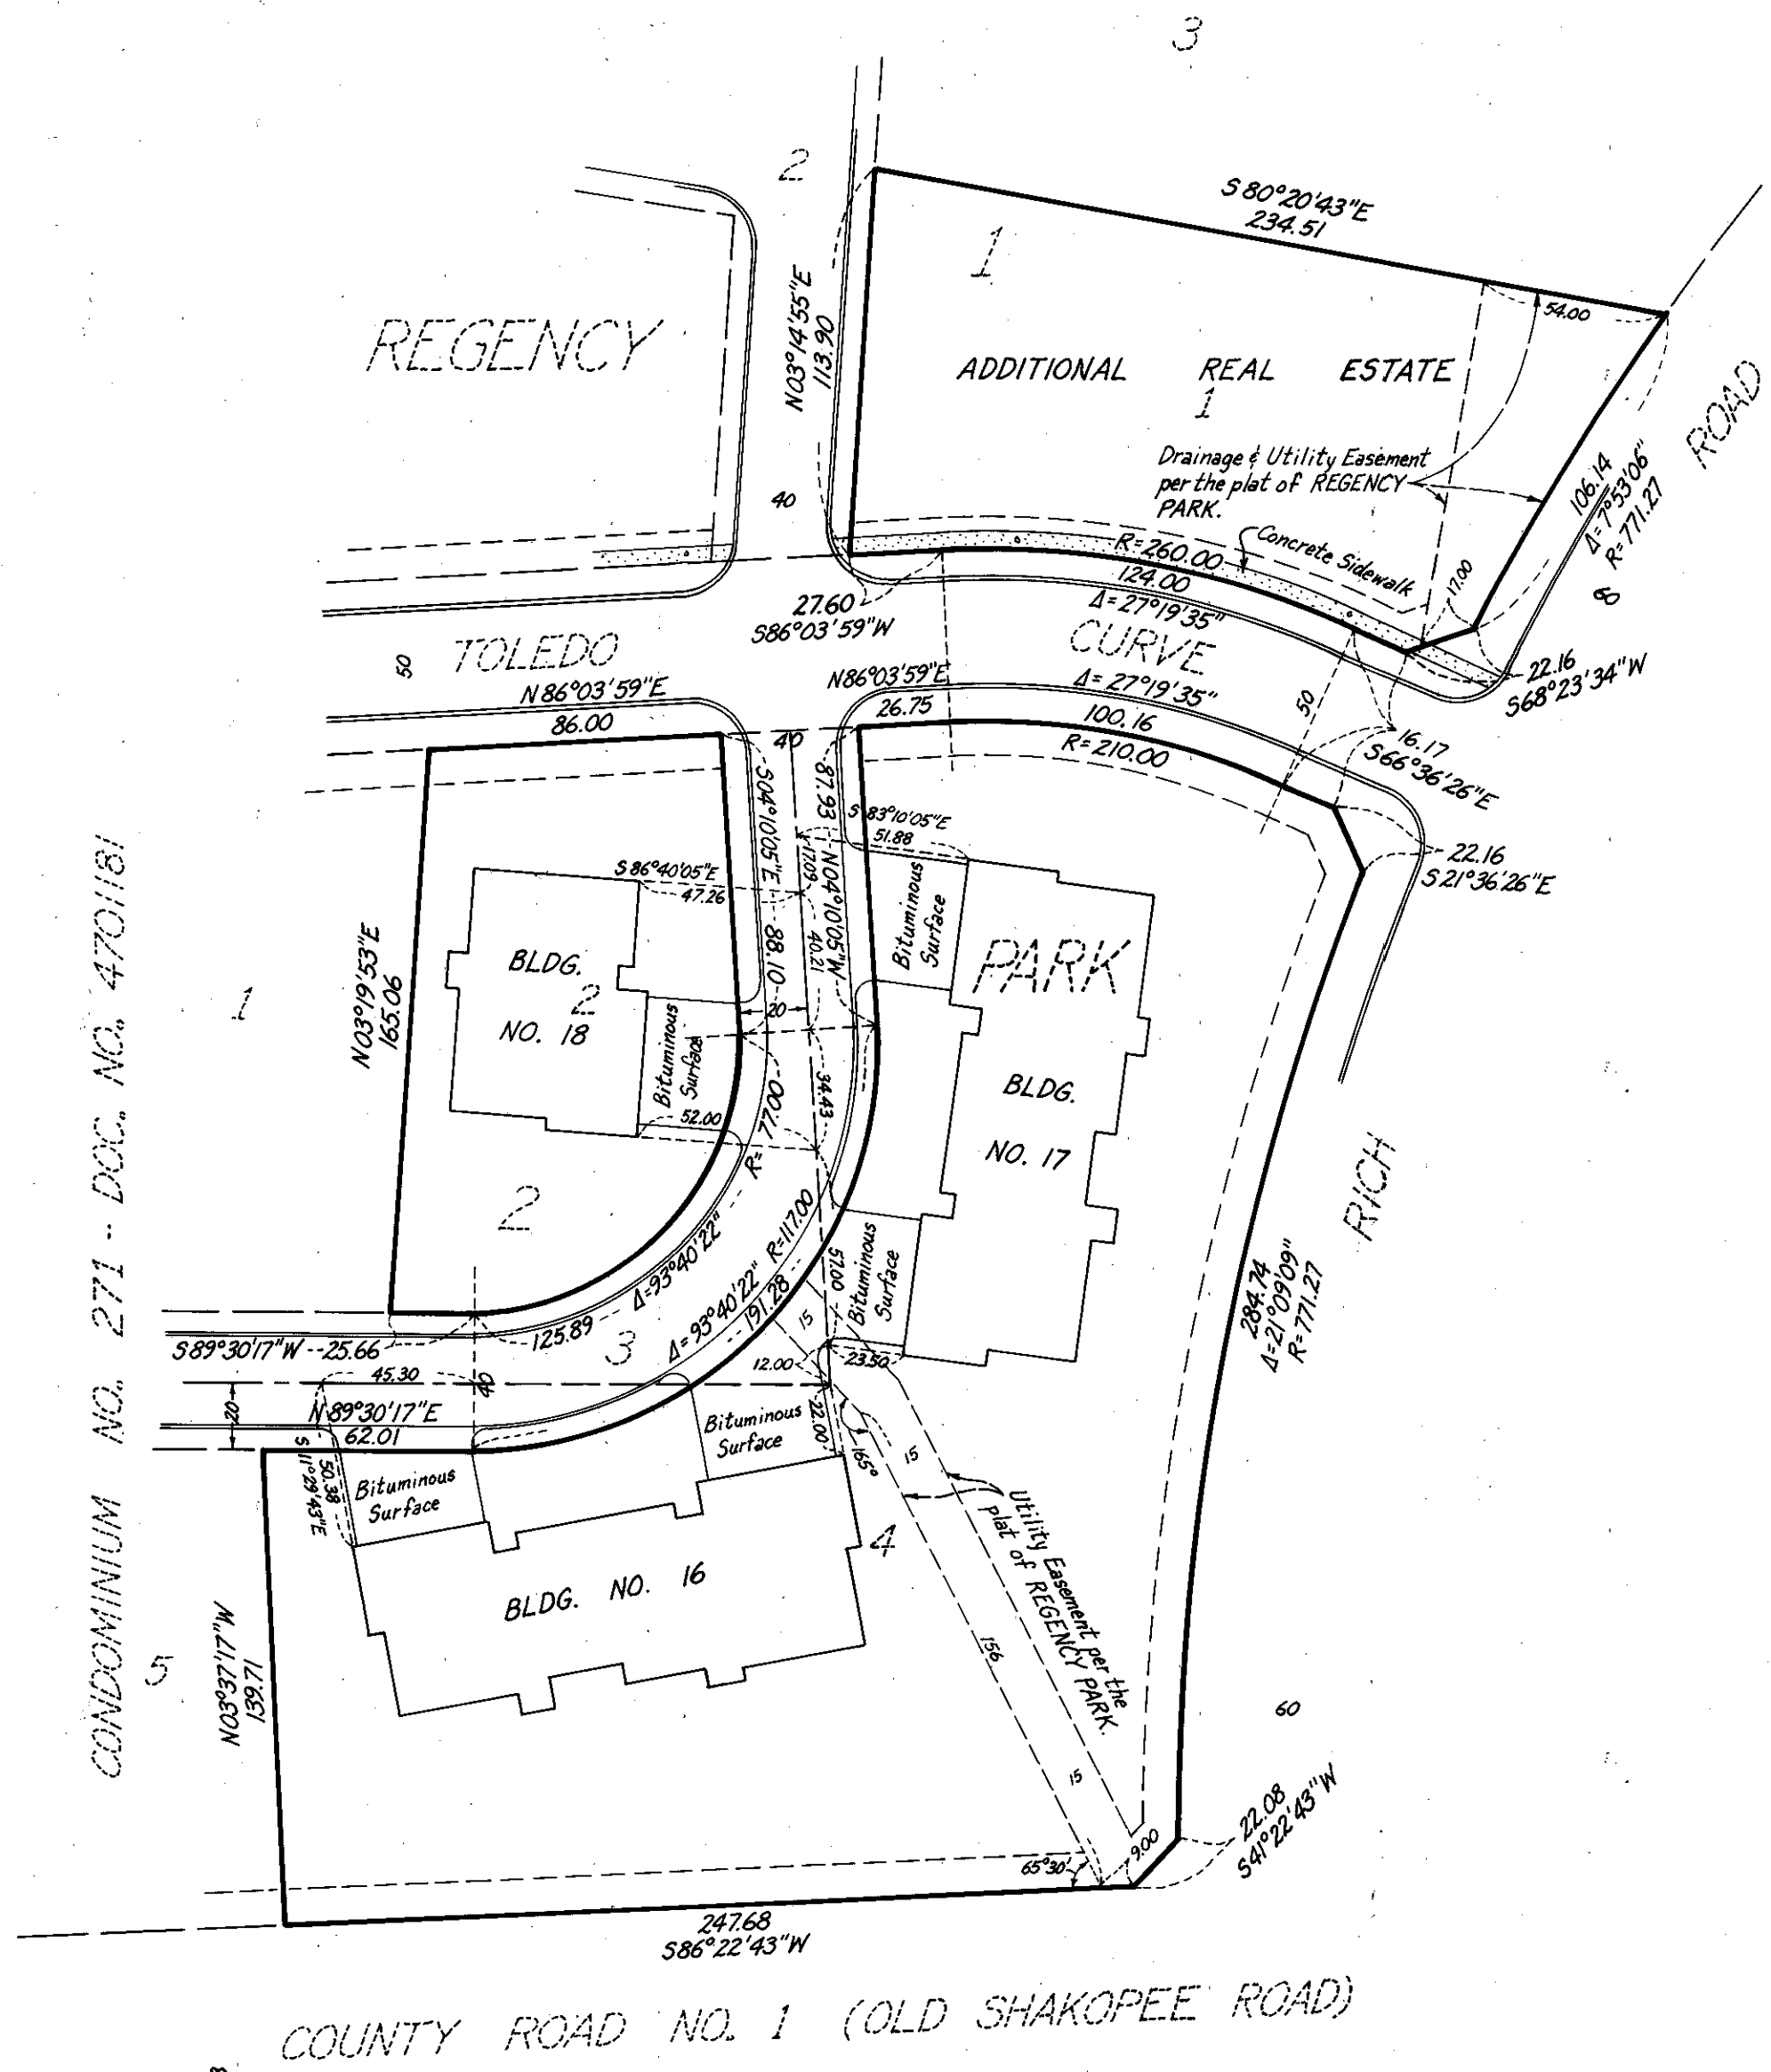 3
2
S 80°20'43"E
234.51
1
REGENCY
N03°14'55"E
113.90
54.00
ADDITIONAL REAL ESTATE
1
ROAD
Drainage & Utility Easement
per the plat of REGENCY
PARK.
106.14
Δ=7°53'06"
R=771.27
40
Concrete Sidewalk
R=260.00
124.00
Δ=27°19'35"
17.00
60
27.60
S86°03'59"W
50
TOLEDO
CURVE
22.16
S68°23'34"W
N86°03'59"E
86.00
N86°03'59"E
26.75
Δ=27°19'35"
100.16
R=210.00
50
40
16.17
S66°36'26"E
S04°10'05"E
88.10
87.93
N04°10'05"W
S 83°10'05"E
51.88
17.09
22.16
S21°36'26"E
S86°40'05"E
47.26
40.21
Bituminous
Surface
PARK
CONDOMINIUM NO. 271 -- DOC. NO. 4701181
1
N03°19'53"E
165.06
BLDG.
2
NO. 18
20
Bituminous
Surface
BLDG.
NO. 17
34.43
52.00
R=77.00
RICH
2
R=117.00
57.00
Bituminous
Surface
284.74
Δ=21°09'09"
R=771.27
Δ=93°40'22"
125.89
3
Δ=93°40'22"
191.28
15
S89°30'17"W--25.66
45.30
40
12.00
23.50
20
N89°30'17"E
62.01
Bituminous
Surface
22.00
165°
15
50.38
S 11°29'43"E
Bituminous
Surface
Utility Easement per the
plat of REGENCY PARK.
4
BLDG. NO. 16
5
N03°37'17"W
139.71
156
60
15
22.08
S41°22'43"W
9.00
65°30'
247.68
S86°22'43"W
COUNTY ROAD NO. 1 (OLD SHAKOPEE ROAD)